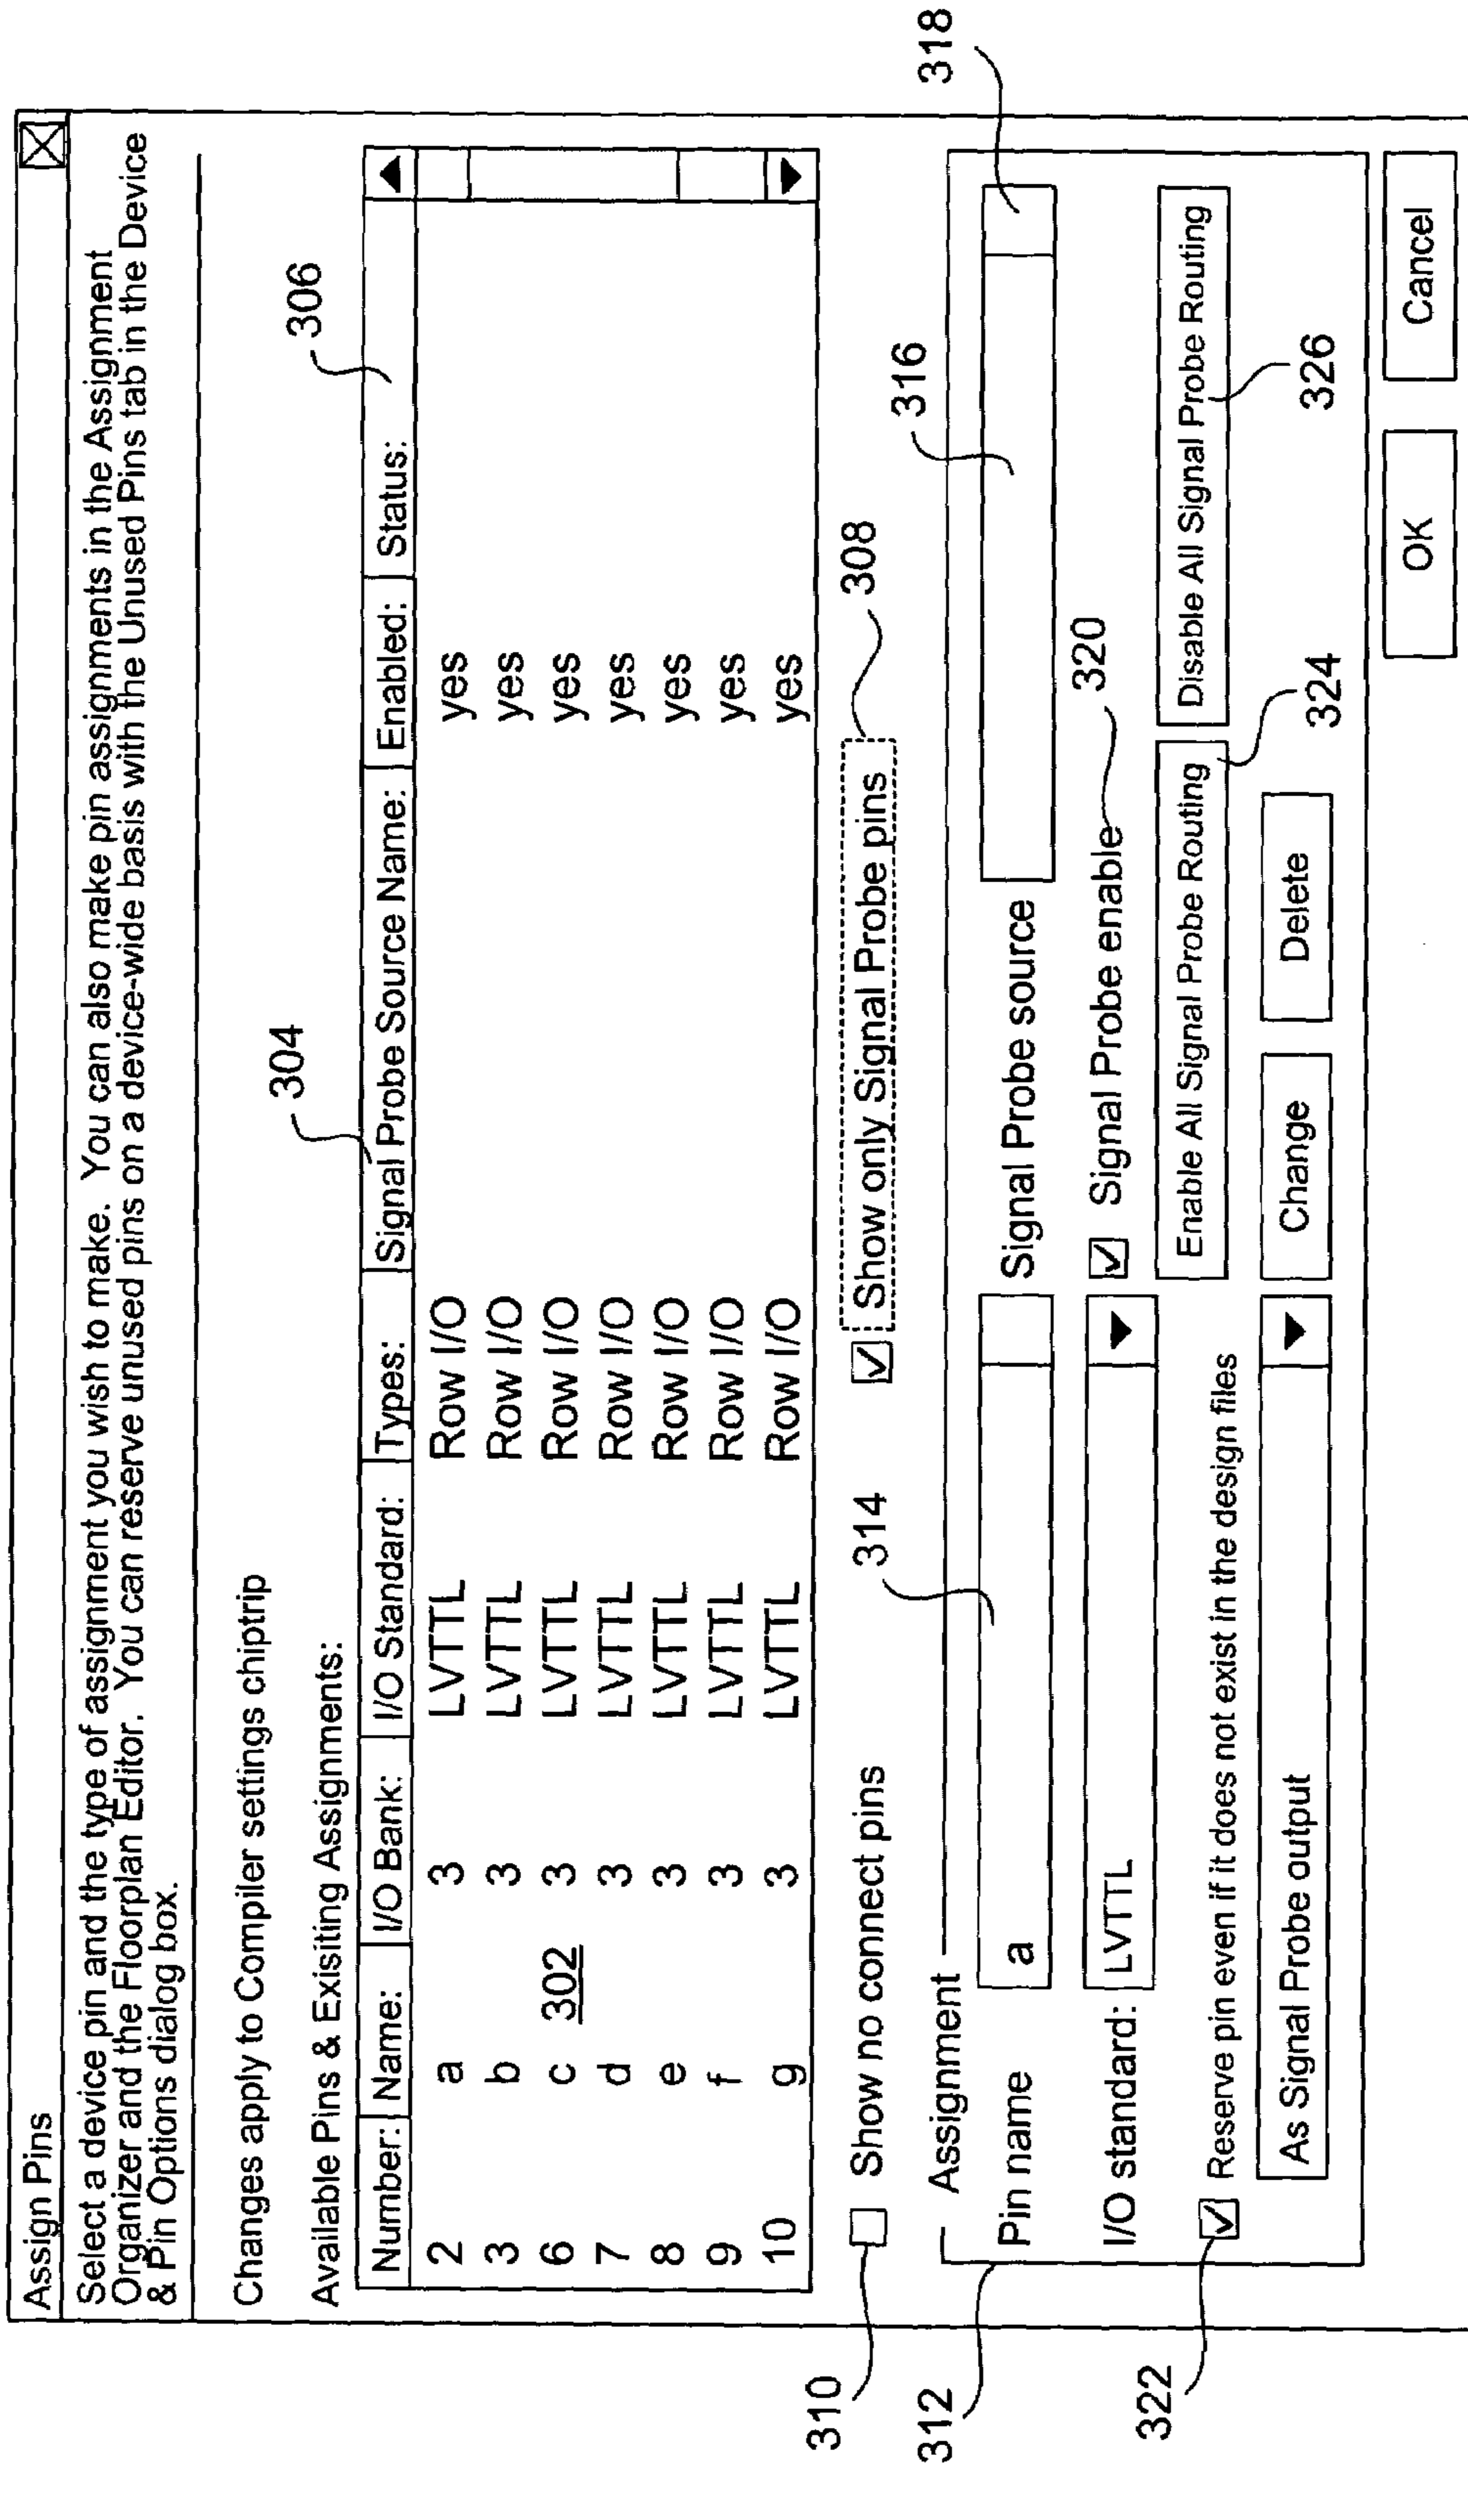 Assign Pins
Select a device pin and the type of assignment you wish to make. You can also make pin assignments in the Assignment
Organizer and the Floorplan Editor. You can reserve unused pins on a device-wide basis with the Unused Pins tab in the Device
& Pin Options dialog box.
Changes apply to Compiler settings chiptrip
304
306
Available Pins & Exisiting Assignments:
Number: Name: I/O Bank: I/O Standard: Types: Signal Probe Source Name: Enabled: Status:
2 a 3 LVTTL Row I/O yes
3 b 3 LVTTL Row I/O yes
6 c 3 LVTTL Row I/O yes
302
7 d 3 LVTTL Row I/O yes
8 e 3 LVTTL Row I/O yes
9 f 3 LVTTL Row I/O yes
10 g 3 LVTTL Row I/O yes
310
Show no connect pins
314
Show only Signal Probe pins
308
316
318
312
Assignment
Pin name a Signal Probe source
I/O standard: LVTTL Signal Probe enable
320
322
Reserve pin even if it does not exist in the design files
Enable All Signal Probe Routing Disable All Signal Probe Routing
As Signal Probe output Change Delete
324
326
OK Cancel